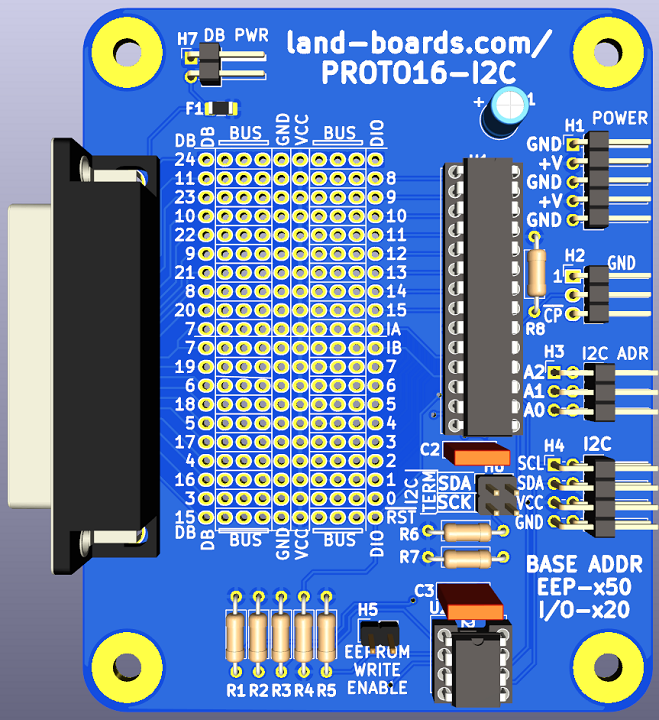 H7 DB PWR
land-boards.com/
PROTO16-I2C
F1
+ 1
H1 POWER
GND
+V
GND
+V
GND
DB DB BUS GND VCC BUS DIO
24
11 8
23 9
10 10
22 11
9 12
21 13
8 14
20 15
7 IA
7 IB
19 7
6 6
18 5
5 4
17 3
4 2
16 1
3 0
15 RST
DB DB BUS GND VCC BUS DIO
H2 GND
1
CP
R8
H3 I2C ADR
A2
A1
A0
C2
H4 I2C
SCL
SDA
VCC
GND
I2C
TERM
SDA
SCK
R6
R7
BASE ADDR
EEP-x50
I/O-x20
C3
H5
EEPROM
WRITE
ENABLE
R1 R2 R3 R4 R5